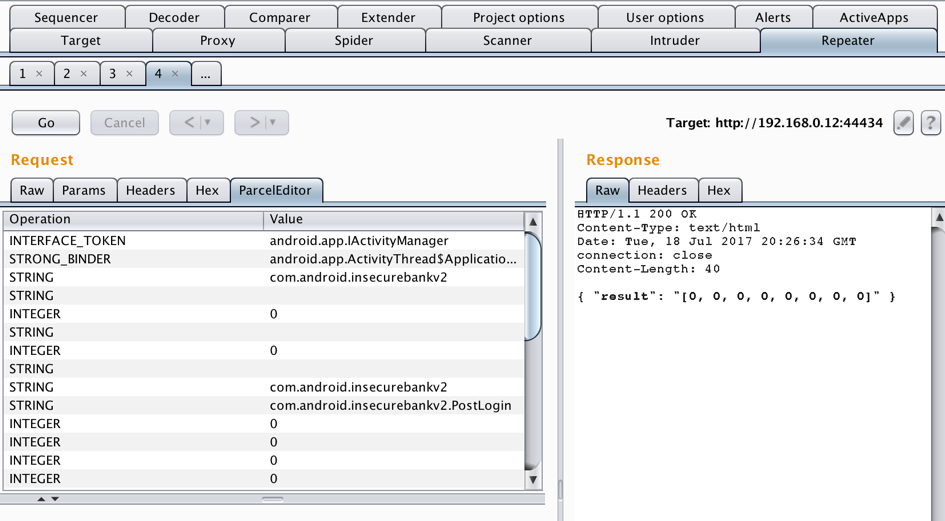 Sequencer Decoder Comparer Extender Project options User options Alerts ActiveApps
Target Proxy Spider Scanner Intruder Repeater
1 × 2 × 3 × 4 × ...
Go Cancel < ▼ > ▼ Target: http://192.168.0.12:44434 ?
Request
Raw Params Headers Hex ParcelEditor
Operation Value
INTERFACE_TOKEN android.app.IActivityManager
STRONG_BINDER android.app.ActivityThread$Applicatio...
STRING com.android.insecurebankv2
STRING
INTEGER 0
STRING
INTEGER 0
STRING
STRING com.android.insecurebankv2
STRING com.android.insecurebankv2.PostLogin
INTEGER 0
INTEGER 0
INTEGER 0
INTEGER 0
Response
Raw Headers Hex
HTTP/1.1 200 OK
Content-Type: text/html
Date: Tue, 18 Jul 2017 20:26:34 GMT
connection: close
Content-Length: 40
{ "result": "[0, 0, 0, 0, 0, 0, 0, 0]" }